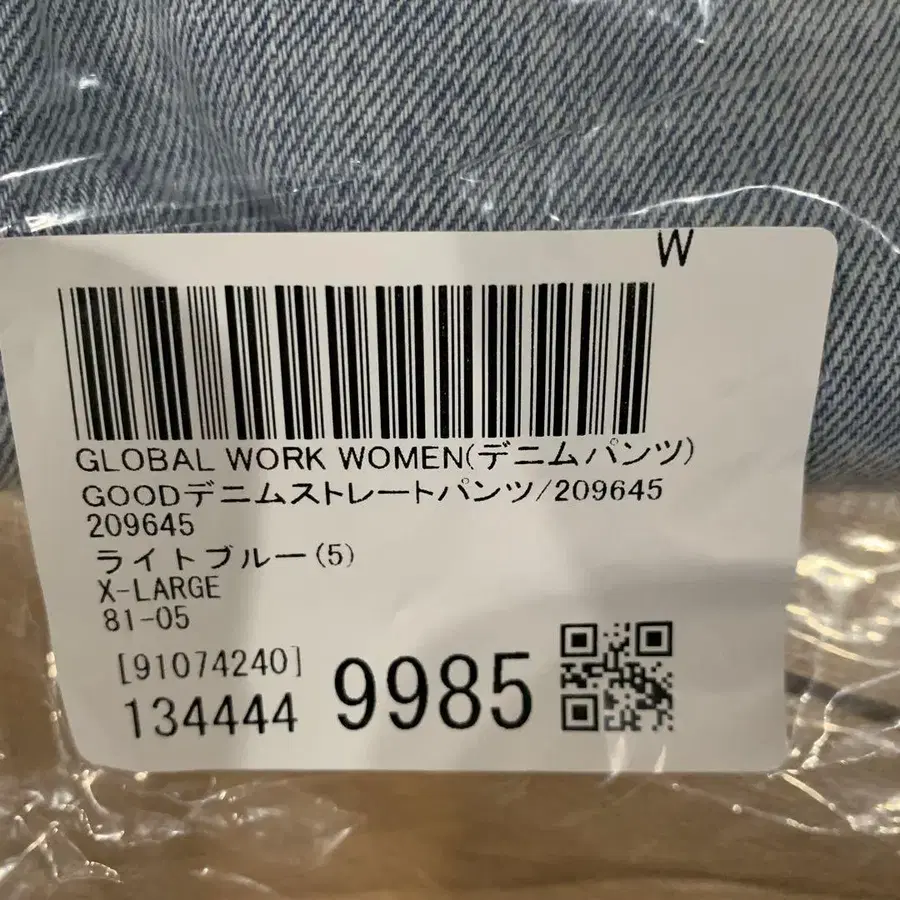 W
GLOBAL WORK WOMEN(デニムパンツ)
GOODデニムストレートパンツ/209645
209645
ライトブルー(5)
X-LARGE
81-05
[91074240]
134444 9985